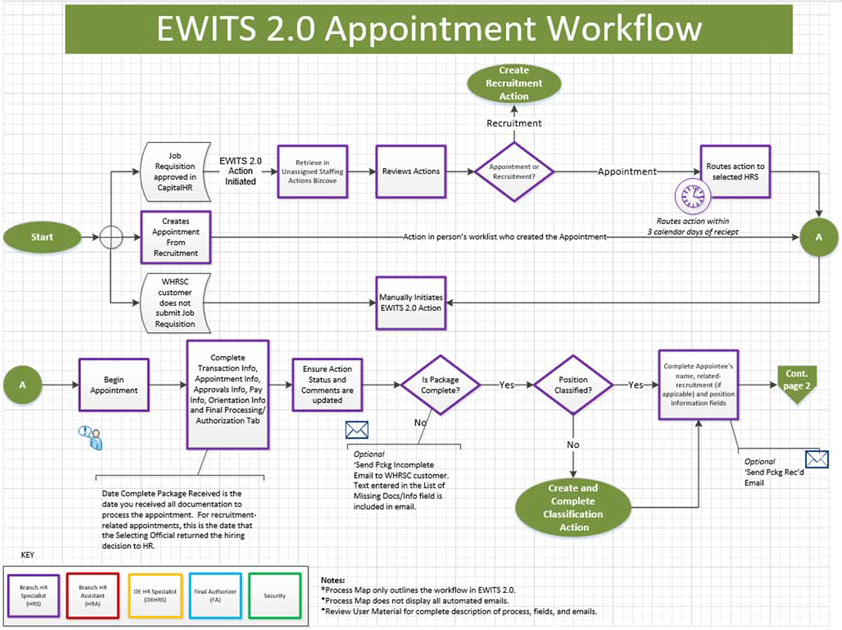 EWITS 2.0 Appointment Workflow
Create
Recruitment
Action
Recruitment
Job
Requisition
approved in
CapitalHR
EWITS 2.0
Action
Initiated
Retrieve in
Unassigned Staffing
Actions Bizcove
Reviews Actions
Appointment or
Recruitment?
Appointment
Routes action to
selected HRS
Routes action within
3 calendar days of reciept
Start
Creates
Appointment
From
Recruitment
Action in person's worklist who created the Appointment
A
WHRSC
customer
does not
submit Job
Requisition
Manually Initiates
EWITS 2.0 Action
A
Begin
Appointment
Complete
Transaction Info,
Appointment Info,
Approvals Info, Pay
Info, Orientation Info
and Final Processing/
Authorization Tab
Ensure Action
Status and
Comments are
updated
Is Package
Complete?
Yes
Position
Classified?
Yes
Complete Appointee's
name, related-
recruitment (if
appicable) and position
information fields
Cont.
page 2
No
No
Optional
'Send Pckg Incomplete
Email to WHRSC customer.
Text entered in the List of
Missing Docs/Info field is
included in email.
Optional
'Send Pckg Rec'd
Email
Date Complete Package Received is the
date you received all documentation to
process the appointment. For recruitment-
related appointments, this is the date that
the Selecting Official returned the hiring
decision to HR.
Create and
Complete
Classification
Action
KEY
Branch HR
Specialist
(HRS)
Branch HR
Assistant
(HRA)
DE HR Specialist
(DEHRS)
Final Authorizer
(FA)
Security
Notes:
*Process Map only outlines the workflow in EWITS 2.0.
*Process Map does not display all automated emails.
*Review User Material for complete description of process, fields, and emails.